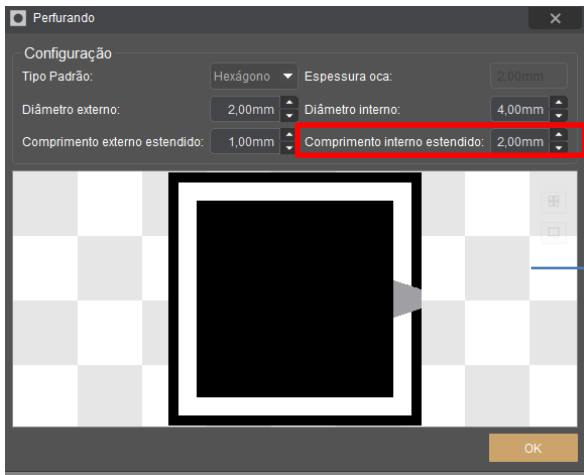 Perfurando
Configuração
Tipo Padrão: Hexágono Espessura oca: 2,00mm
Diâmetro externo: 2,00mm Diâmetro interno: 4,00mm
Comprimento externo estendido: 1,00mm Comprimento interno estendido: 2,00mm
OK